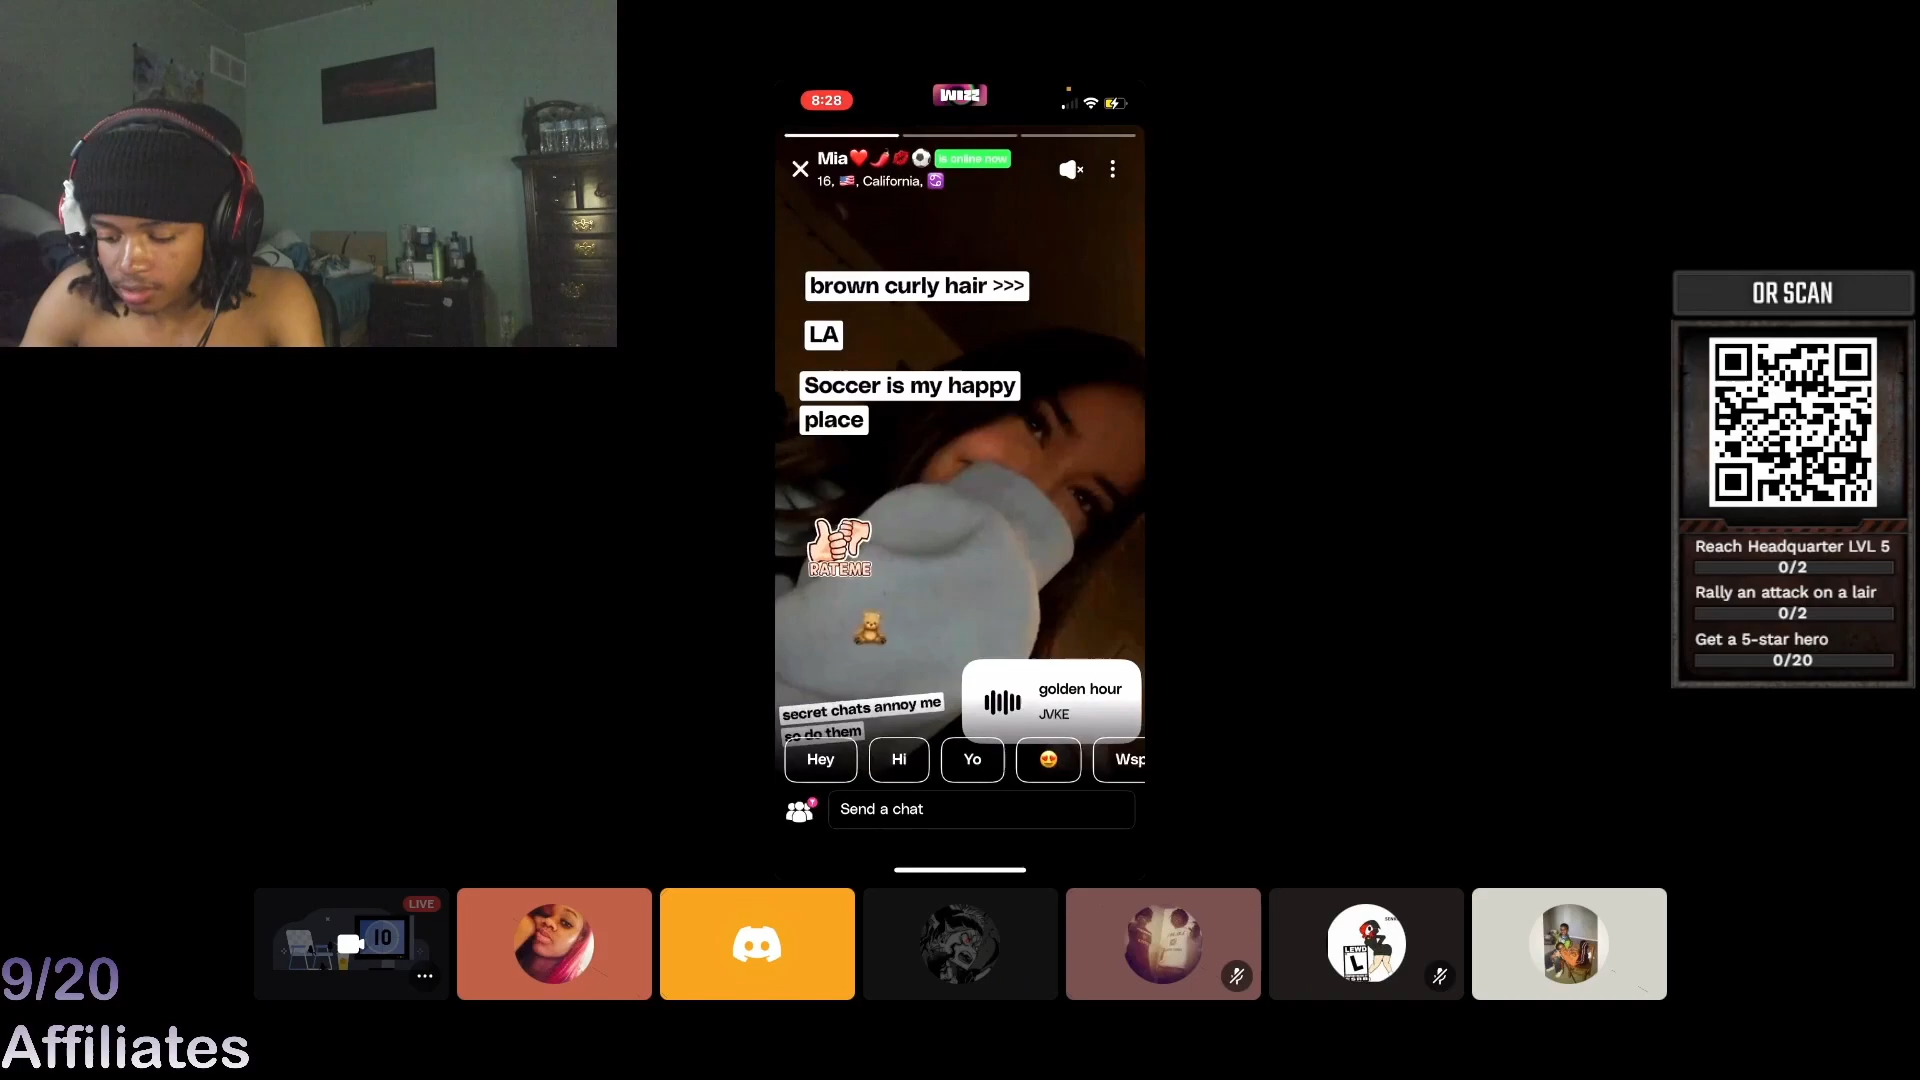 8:28
WIZZ
Mia❤️🌶️🌺⚽ is online now
16, 🇺🇸, California, ♋
brown curly hair >>>
LA
Soccer is my happy
place
RATE ME
golden hour
JVKE
secret chats annoy me
so do them
Hey
Hi
Yo
😍
Wsp
Send a chat
OR SCAN
Reach Headquarter LVL 5
0/2
Rally an attack on a lair
0/2
Get a 5-star hero
0/20
LIVE
10
LEWD
L
9/20
Affiliates